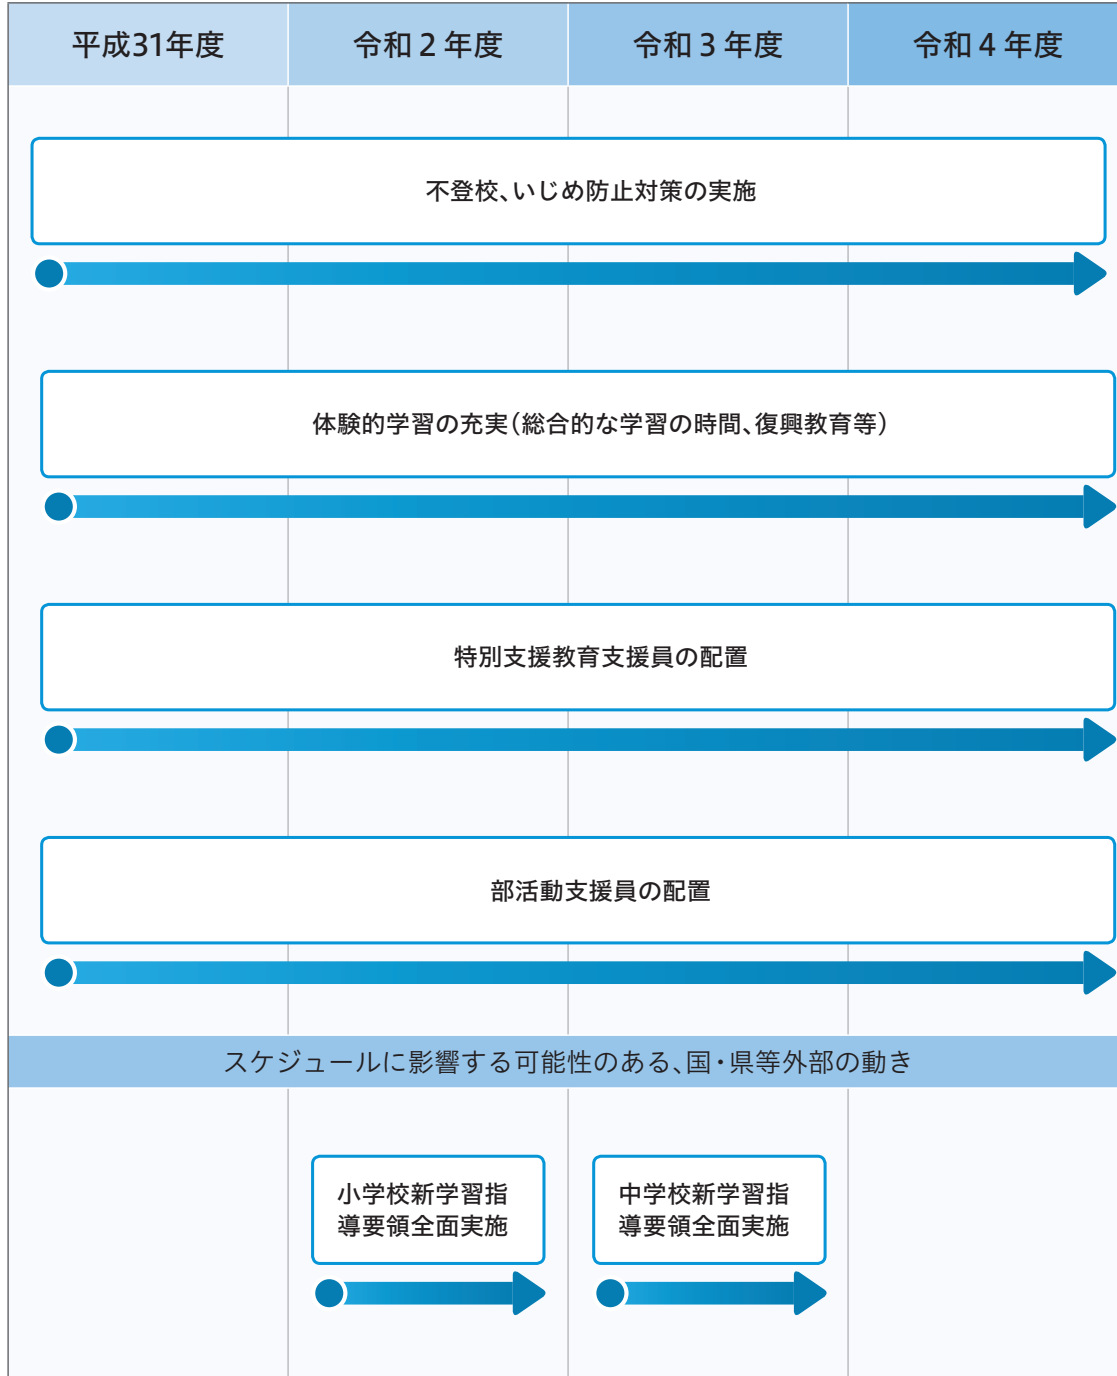 平成31年度
令和２年度
令和３年度
令和４年度
不登校、いじめ防止対策の実施
体験的学習の充実（総合的な学習の時間、復興教育等）
特別支援教育支援員の配置
部活動支援員の配置
スケジュールに影響する可能性のある、国・県等外部の動き
小学校新学習指
導要領全面実施
中学校新学習指
導要領全面実施